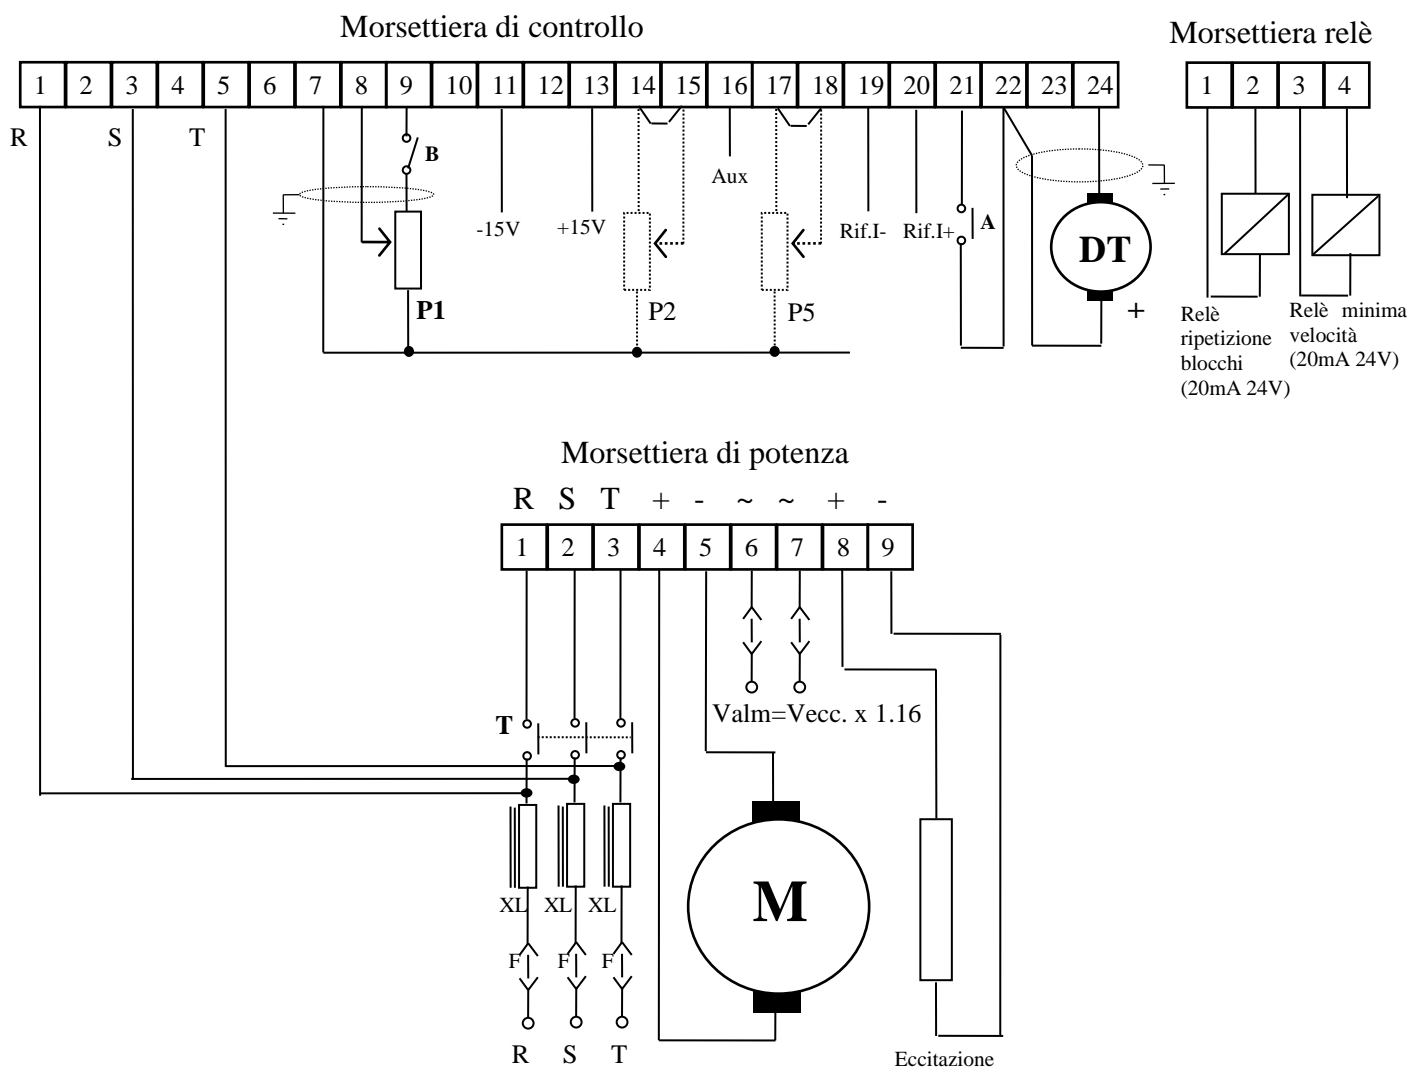 Morsettiera di controllo
Morsettiera relè
1 2 3 4 5 6 7 8 9 10 11 12 13 14 15 16 17 18 19 20 21 22 23 24
1 2 3 4
R S T
B
Aux
-15V +15V
Rif.I- Rif.I+ A
DT
+
P1 P2 P5
Relè
ripetizione
blocchi
(20mA 24V)
Relè minima
velocità
(20mA 24V)
Morsettiera di potenza
R S T + - ~ ~ + -
1 2 3 4 5 6 7 8 9
T
Valm=Vecc. x 1.16
M
XL XL XL
F F F
R S T
Eccitazione